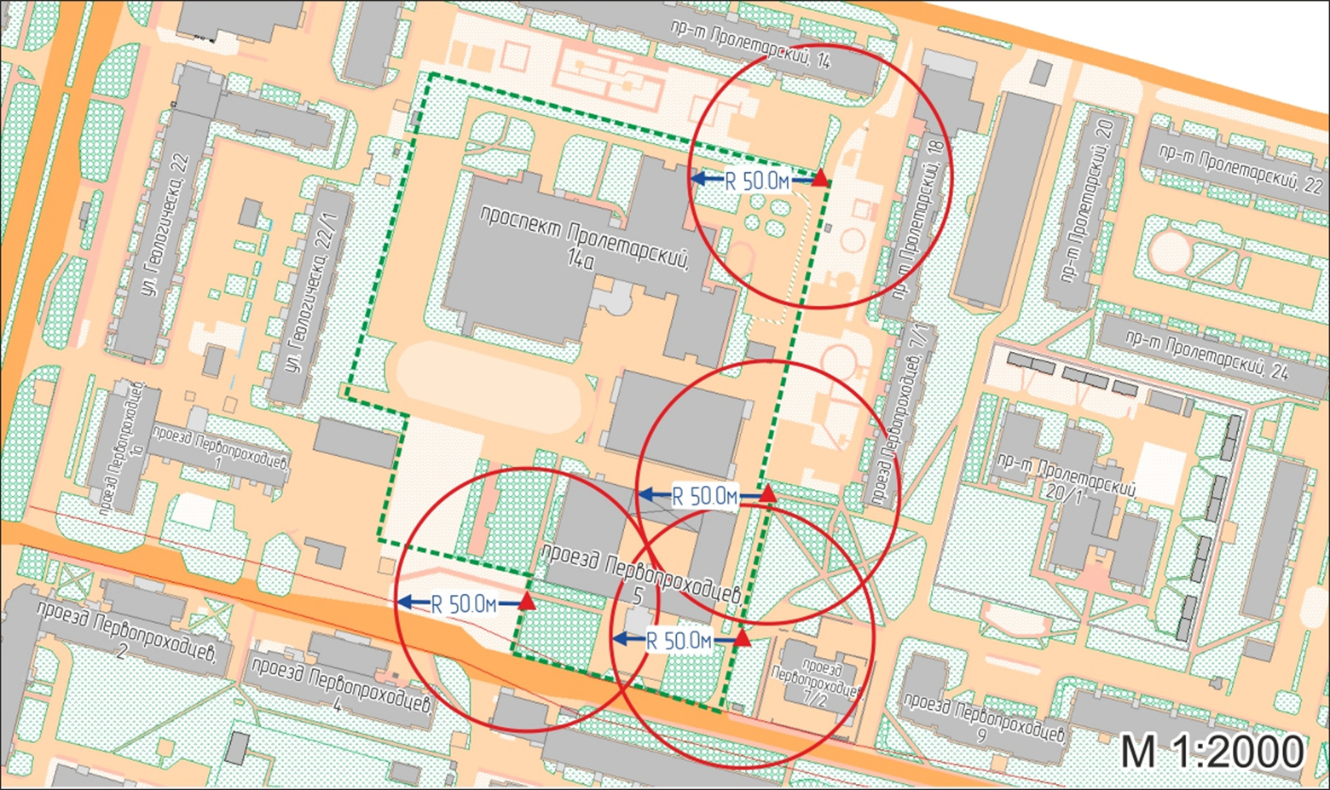 пр-т Пролетарский, 14
ул. Геологическа, 22
ул. Геологическа, 22/1
проспект Пролетарский,
14а
R 50.0м
пр-т Пролетарский, 18
пр-т Пролетарский, 20
пр-т Пролетарский, 22
пр-т Пролетарский, 24
проезд Первопроходцев, 7/1
проезд Первопроходцев,
1а
проезд Первопроходцев,
1
пр-т Пролетарский,
20/1
R 50.0м
проезд Первопроходцев,
5
R 50.0м
R 50.0м
проезд Первопроходцев,
2
проезд Первопроходцев,
4
проезд
Первопроходцев,
7/2
проезд Первопроходцев,
9
М 1:2000